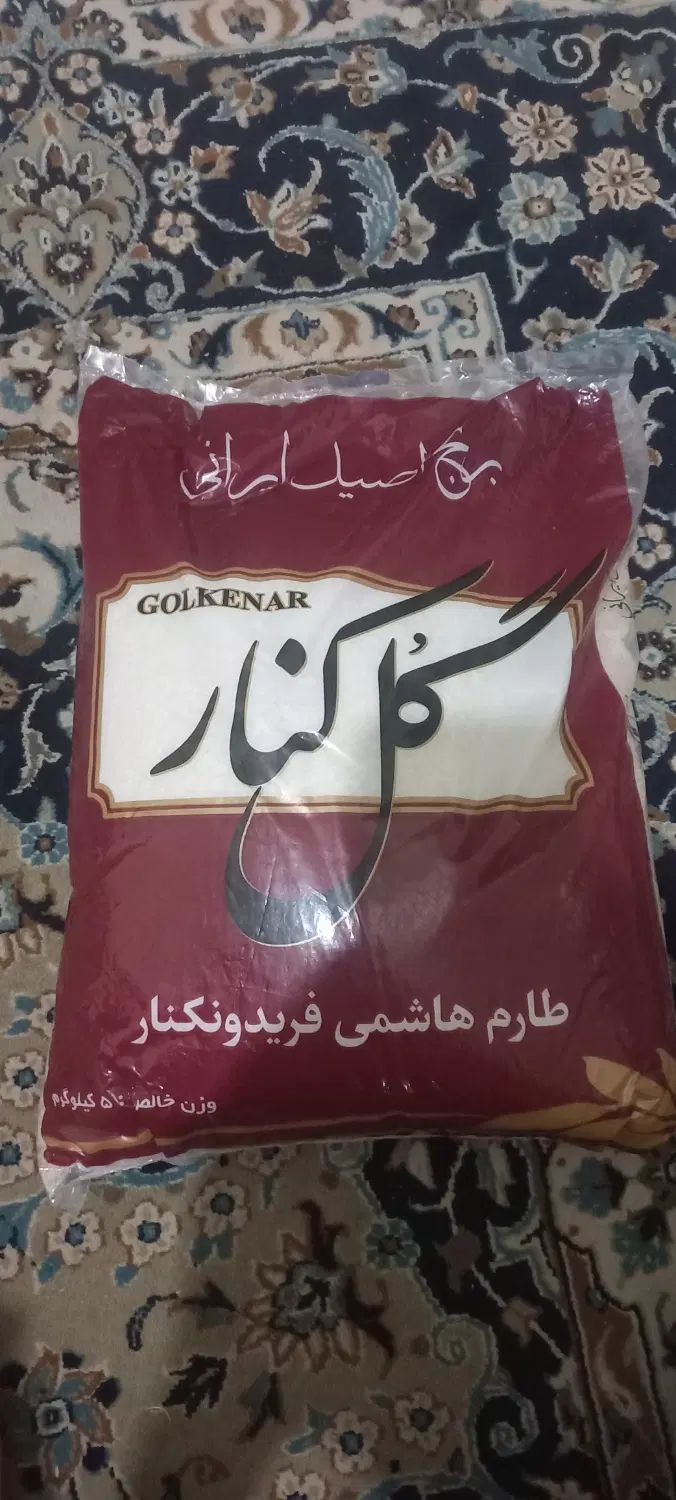 برنج اصیل ایرانی
GOLKENAR
گل کنار
طارم هاشمی فریدونکنار
وزن خالص: ۵ کیلوگرم